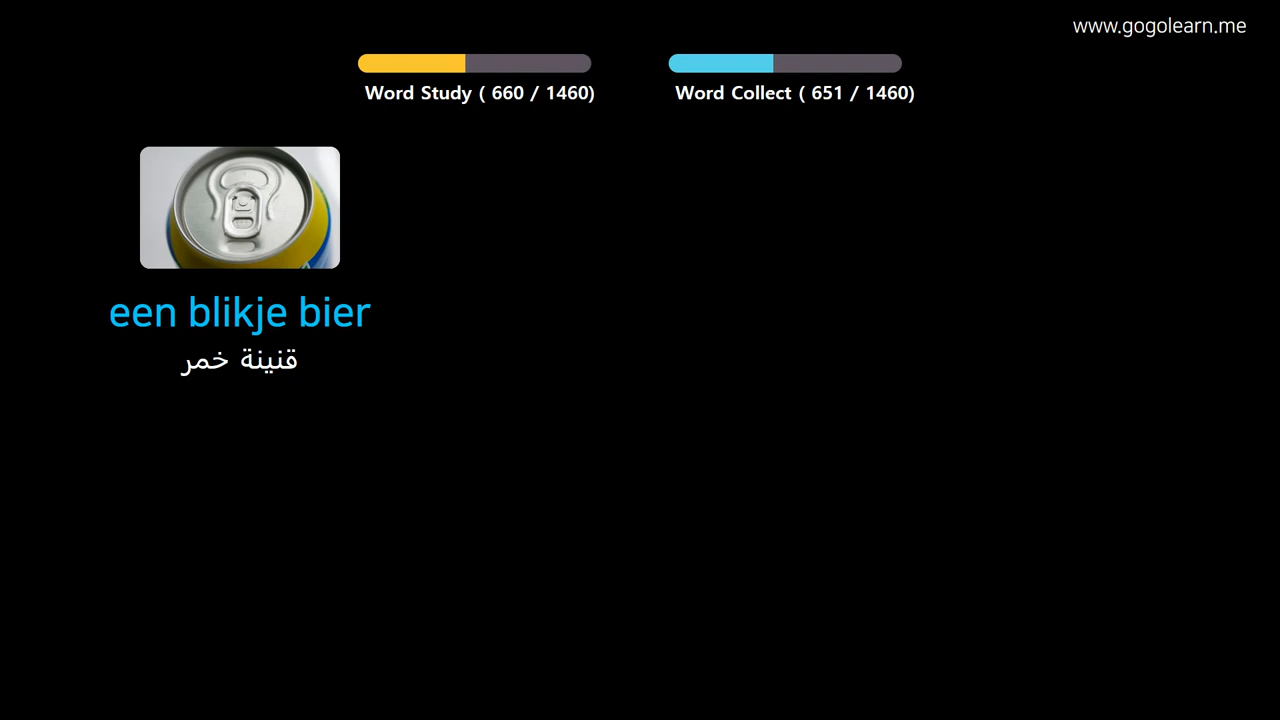 www.gogolearn.me
Word Study ( 660 / 1460)
Word Collect ( 651 / 1460)
een blikje bier
قنينة خمر